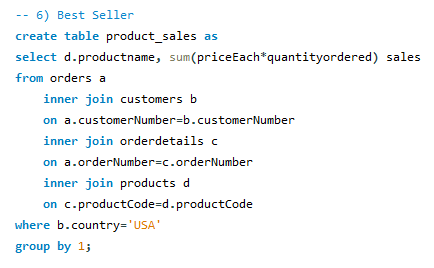 -- 6) Best Seller
create table product_sales as
select d.productname, sum(priceEach*quantityordered) sales
from orders a
    inner join customers b
    on a.customerNumber=b.customerNumber
    inner join orderdetails c
    on a.orderNumber=c.orderNumber
    inner join products d
    on c.productCode=d.productCode
where b.country='USA'
group by 1;